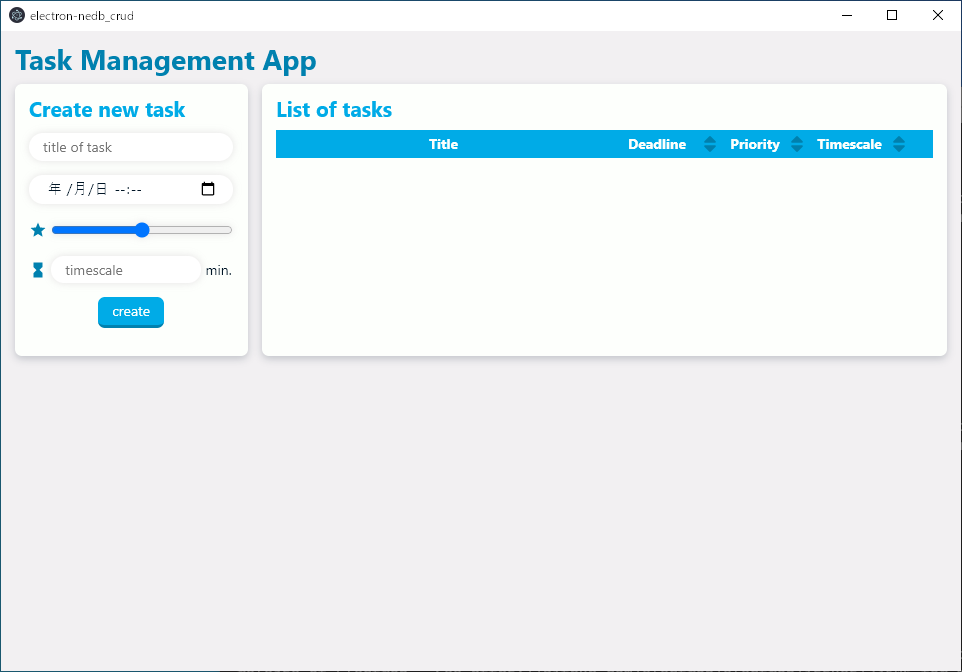 electron-nedb_crud
Task Management App
Create new task
title of task
年 /月/日 --:--
timescale
min.
create
List of tasks
Title Deadline Priority Timescale